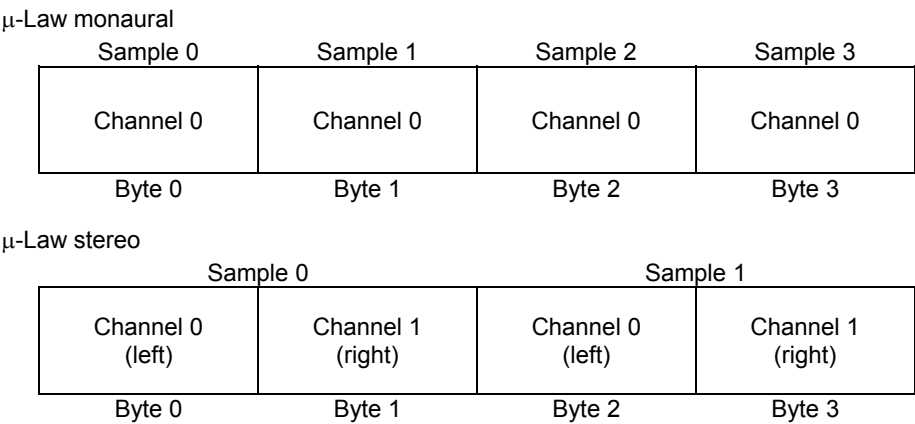 μ-Law monaural
Sample 0 Sample 1 Sample 2 Sample 3
Channel 0 Channel 0 Channel 0 Channel 0
Byte 0 Byte 1 Byte 2 Byte 3
μ-Law stereo
Sample 0 Sample 1
Channel 0 Channel 1 Channel 0 Channel 1
(left) (right) (left) (right)
Byte 0 Byte 1 Byte 2 Byte 3